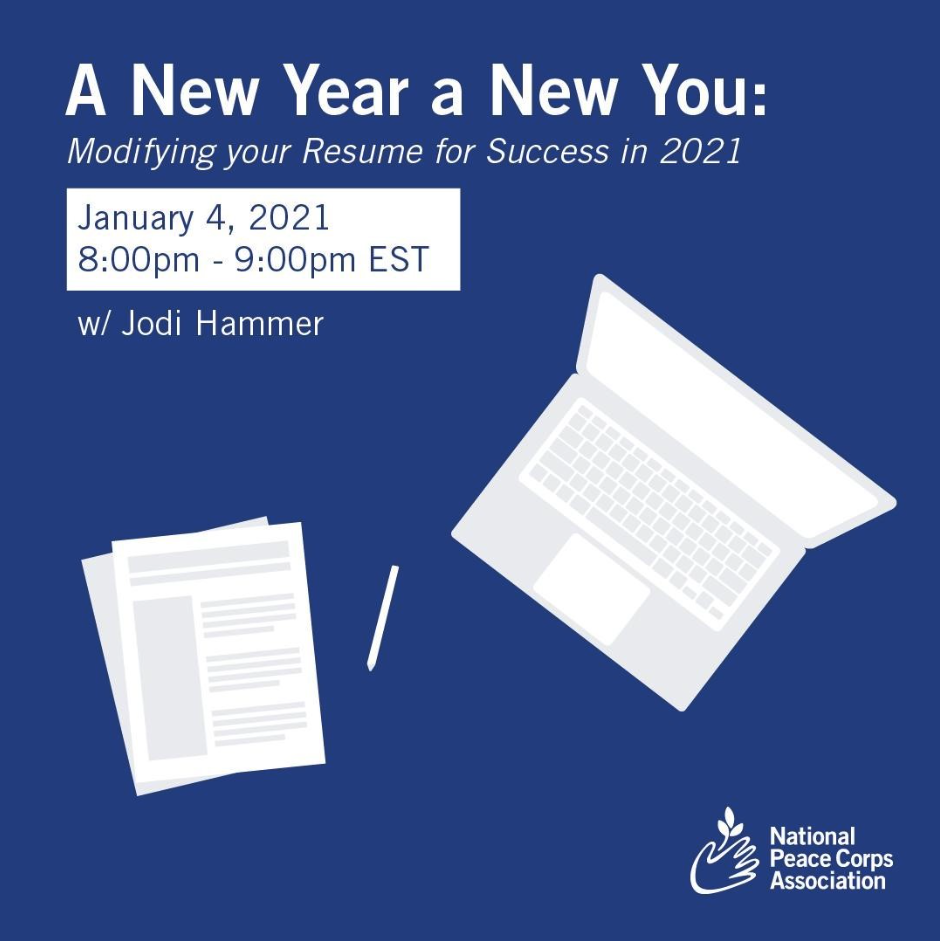 A New Year a New You:
Modifying your Resume for Success in 2021
January 4, 2021
8:00pm - 9:00pm EST
w/ Jodi Hammer
National
Peace Corps
Association